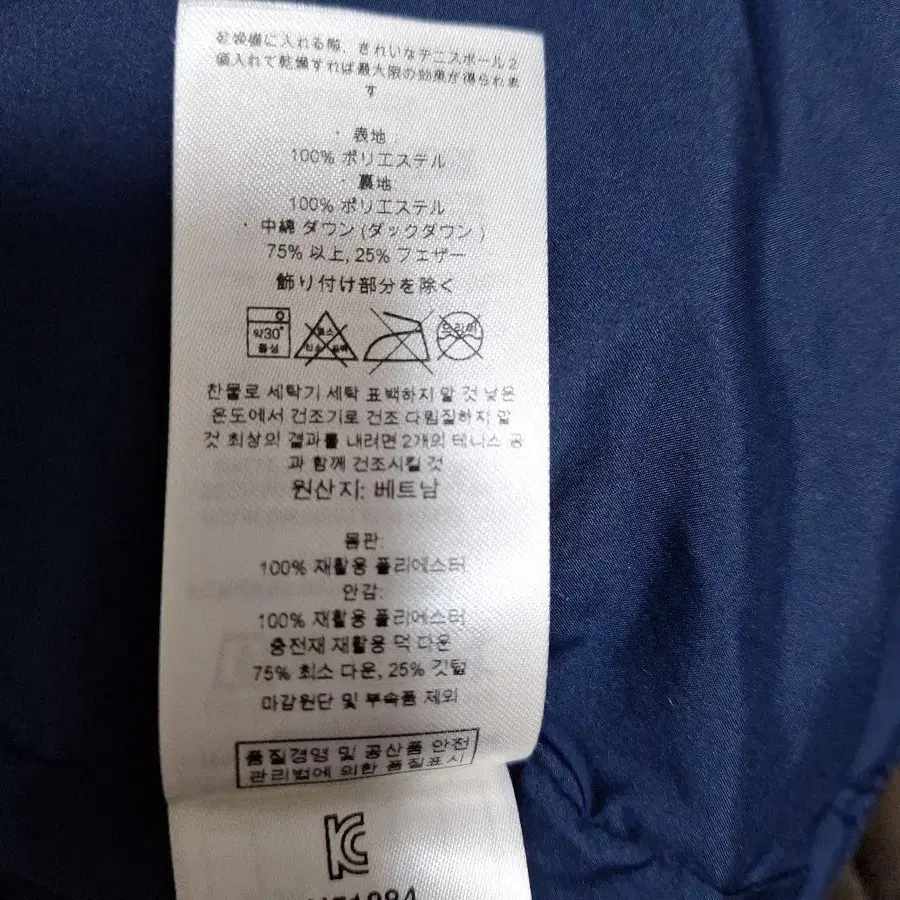 乾燥機に入れる際、きれいなテニスボール2
個入れて乾燥すれば最大限の効果が得られま
す
・表地:
100% ポリエステル
・裏地
100% ポリエステル
・中綿 ダウン (ダックダウン)
75% 以上, 25% フェザー
飾り付け部分を除く
약30°
중성
드라이
찬물로 세탁기 세탁 표백하지 말 것 낮은
온도에서 건조기로 건조 다림질하지 말
것 최상의 결과를 내려면 2개의 테니스 공
과 함께 건조시킬 것
원산지: 베트남
몸판:
100% 재활용 폴리에스터
안감:
100% 재활용 폴리에스터
충전재 재활용 덕 다운
75% 최소 다운, 25% 깃털
마감원단 및 부속품 제외
품질경영 및 공산품 안전
관리법에 의한 품질표시